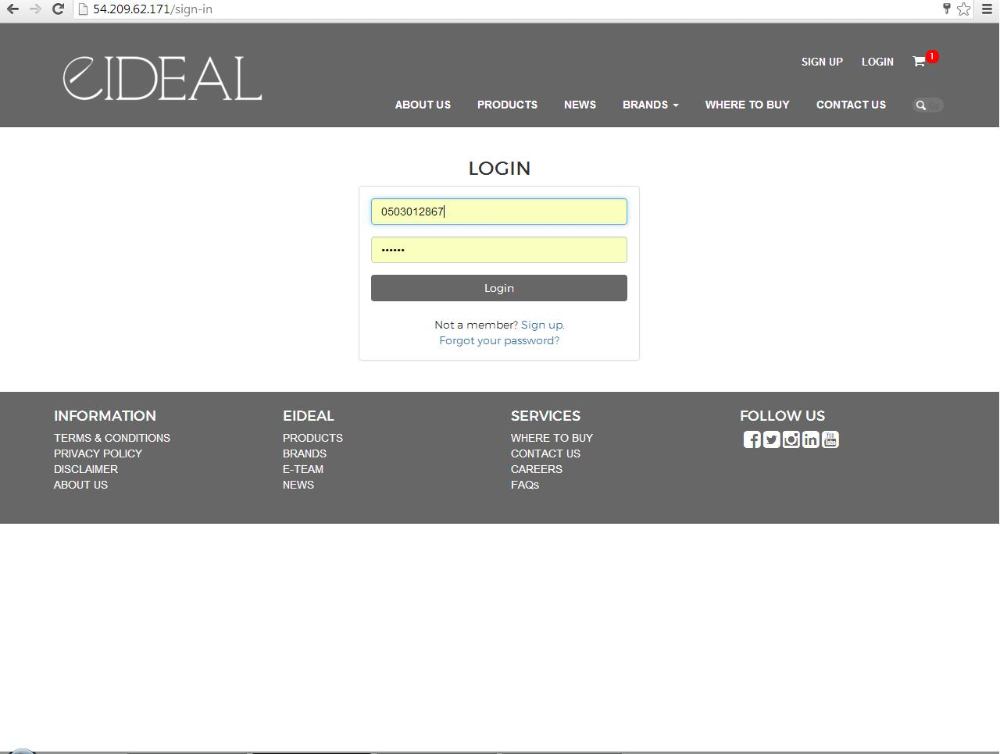 54.209.62.171/sign-in
eIDEAL
SIGN UP LOGIN 1
ABOUT US PRODUCTS NEWS BRANDS WHERE TO BUY CONTACT US
LOGIN
0503012867
••••••
Login
Not a member? Sign up.
Forgot your password?
INFORMATION
TERMS & CONDITIONS
PRIVACY POLICY
DISCLAIMER
ABOUT US
EIDEAL
PRODUCTS
BRANDS
E-TEAM
NEWS
SERVICES
WHERE TO BUY
CONTACT US
CAREERS
FAQs
FOLLOW US
You Tube